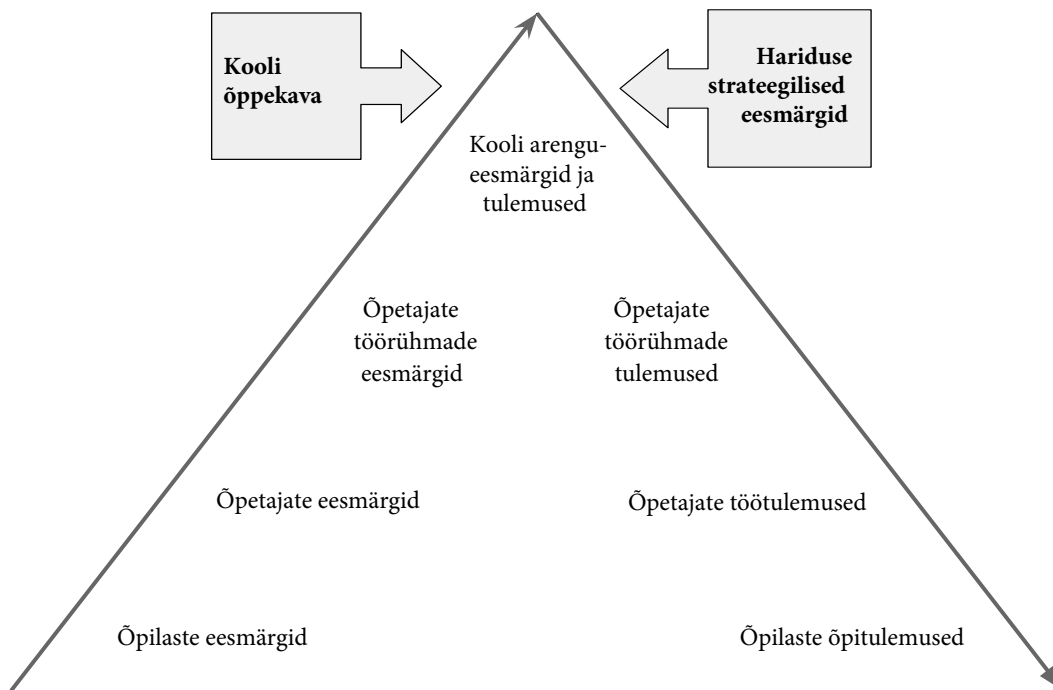 Kooli
õppekava
Hariduse
strateegilised
eesmärgid
Kooli arengu-
eesmärgid ja
tulemused
Õpetajate
töörühmade
eesmärgid
Õpetajate
töörühmade
tulemused
Õpetajate eesmärgid
Õpetajate töötulemused
Õpilaste eesmärgid
Õpilaste õpitulemused